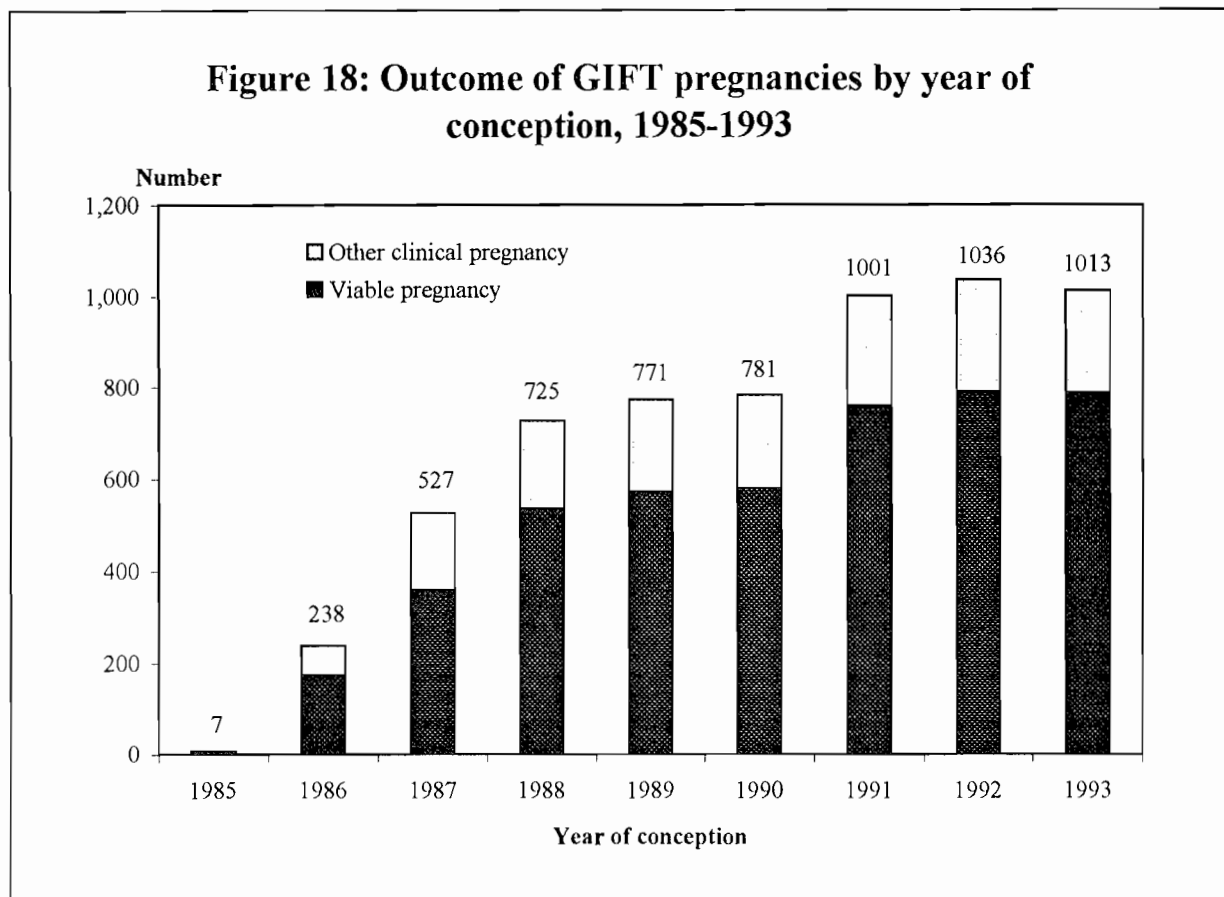 Figure 18: Outcome of GIFT pregnancies by year of
conception, 1985-1993
Number
1,200
1,000
800
600
400
200
0
Other clinical pregnancy
Viable pregnancy
7
238
527
725
771
781
1001
1036
1013
1985 1986 1987 1988 1989 1990 1991 1992 1993
Year of conception